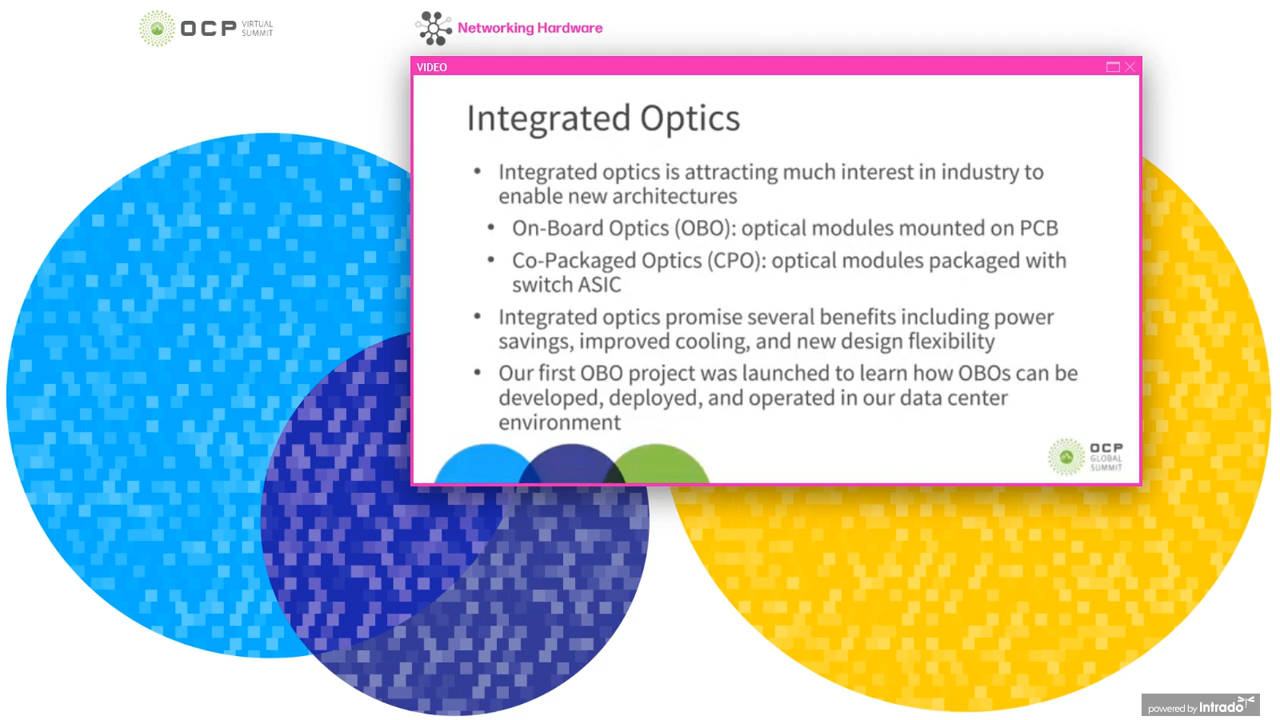 OCP VIRTUAL SUMMIT
Networking Hardware
VIDEO
Integrated Optics
• Integrated optics is attracting much interest in industry to
enable new architectures
• On-Board Optics (OBO): optical modules mounted on PCB
• Co-Packaged Optics (CPO): optical modules packaged with
switch ASIC
• Integrated optics promise several benefits including power
savings, improved cooling, and new design flexibility
• Our first OBO project was launched to learn how OBOs can be
developed, deployed, and operated in our data center
environment
OCP
GLOBAL
SUMMIT
powered by Intrado